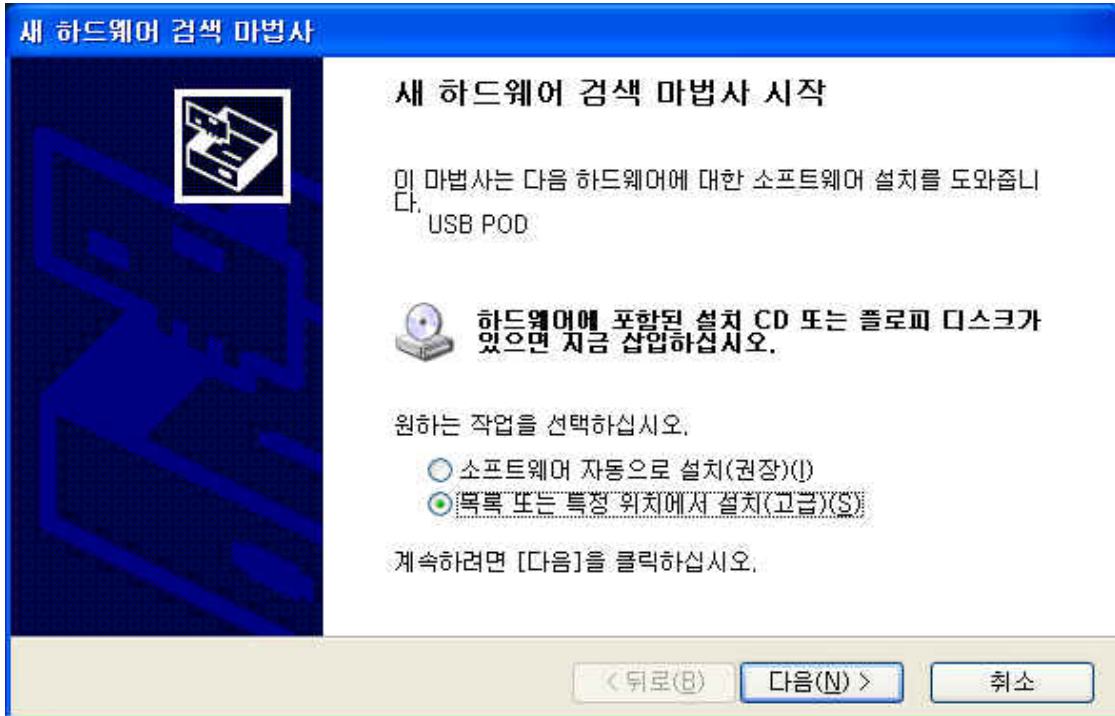 새 하드웨어 검색 마법사
새 하드웨어 검색 마법사 시작
이 마법사는 다음 하드웨어에 대한 소프트웨어 설치를 도와줍니
다.
USB POD
하드웨어에 포함된 설치 CD 또는 플로피 디스크가
있으면 지금 삽입하십시오.
원하는 작업을 선택하십시오.
소프트웨어 자동으로 설치(권장)(I)
목록 또는 특정 위치에서 설치(고급)(S)
계속하려면 [다음]을 클릭하십시오.
< 뒤로(B) 다음(N) > 취소